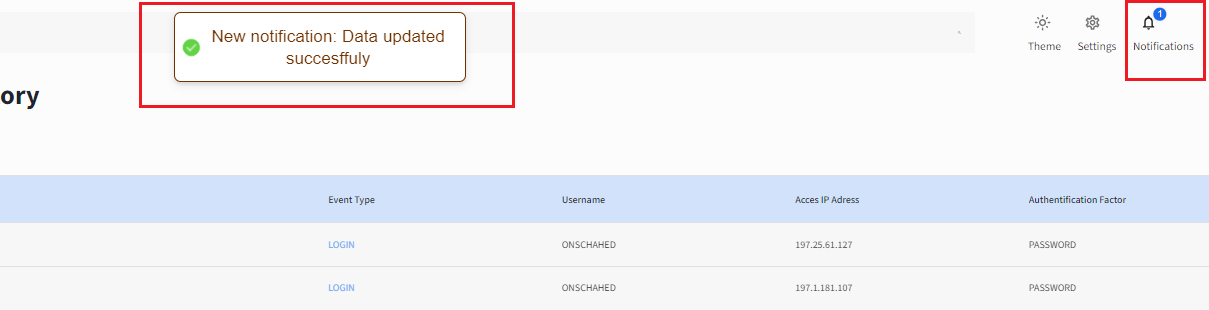 New notification: Data updated
succesffuly
1
Theme
Settings
Notifications
ory
Event Type
Username
Acces IP Adress
Authentification Factor
LOGIN
ONSCHAHED
197.25.61.127
PASSWORD
LOGIN
ONSCHAHED
197.1.181.107
PASSWORD